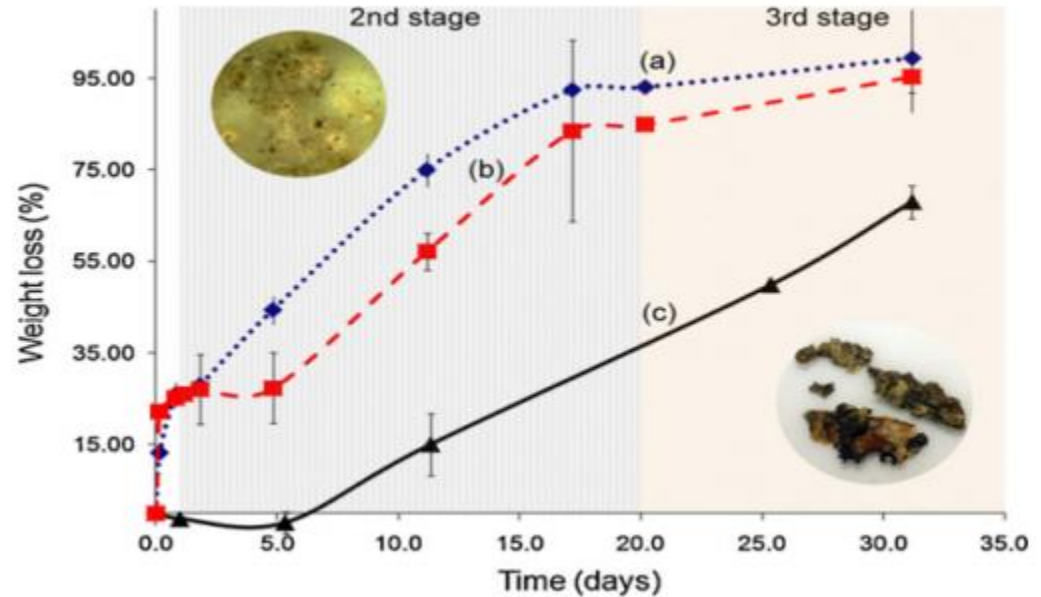 2nd stage 3rd stage
(a)
(b)
(c)
95.00
75.00
55.00
35.00
15.00
Weight loss (%)
0.0 5.0 10.0 15.0 20.0 25.0 30.0 35.0
Time (days)